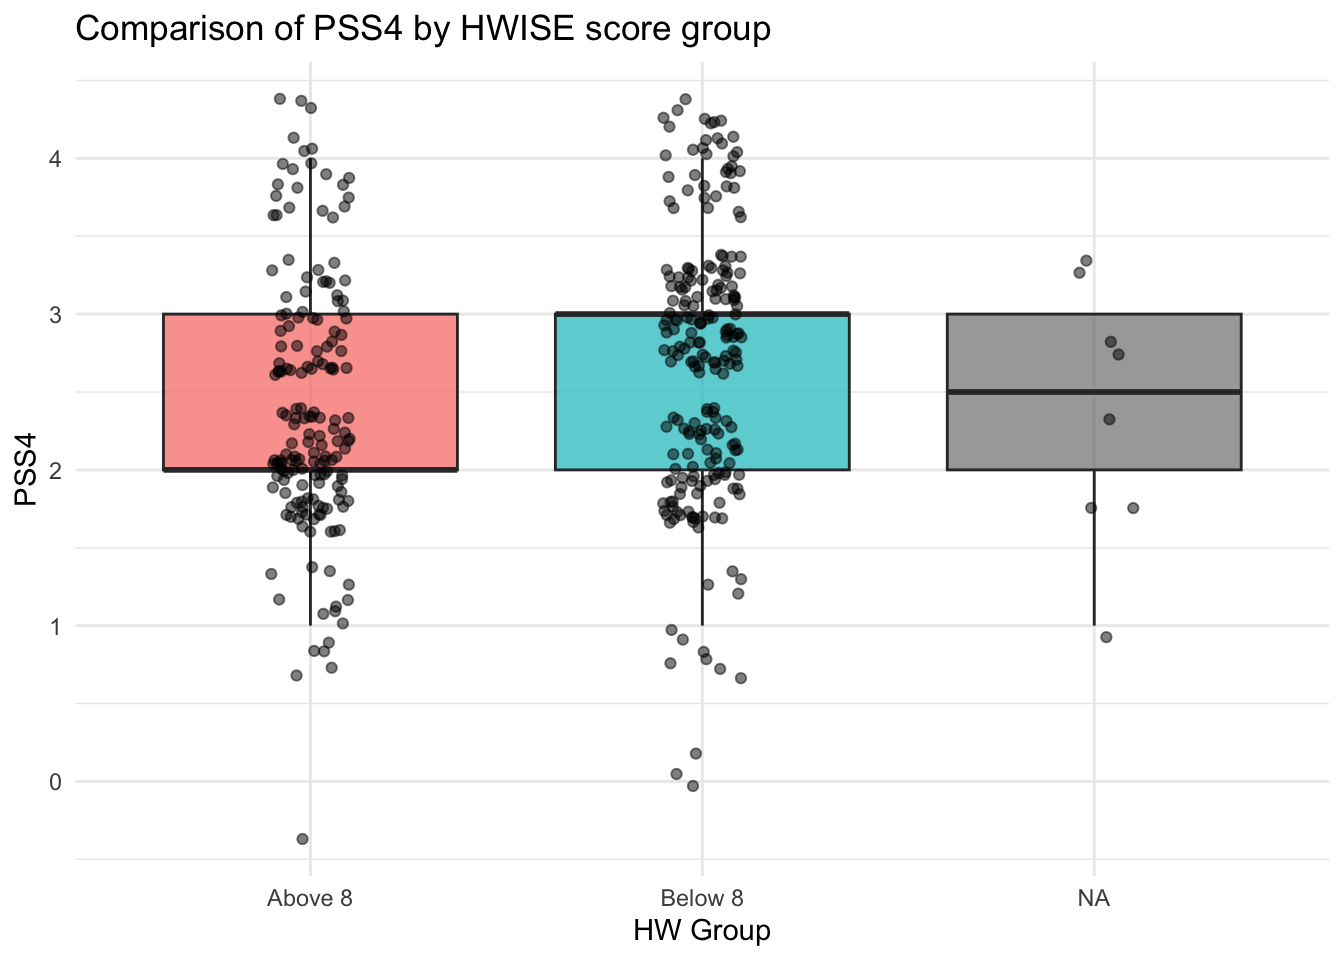 Comparison of PSS4 by HWISE score group
PSS4
4
3
2
1
0
Above 8
Below 8
NA
HW Group